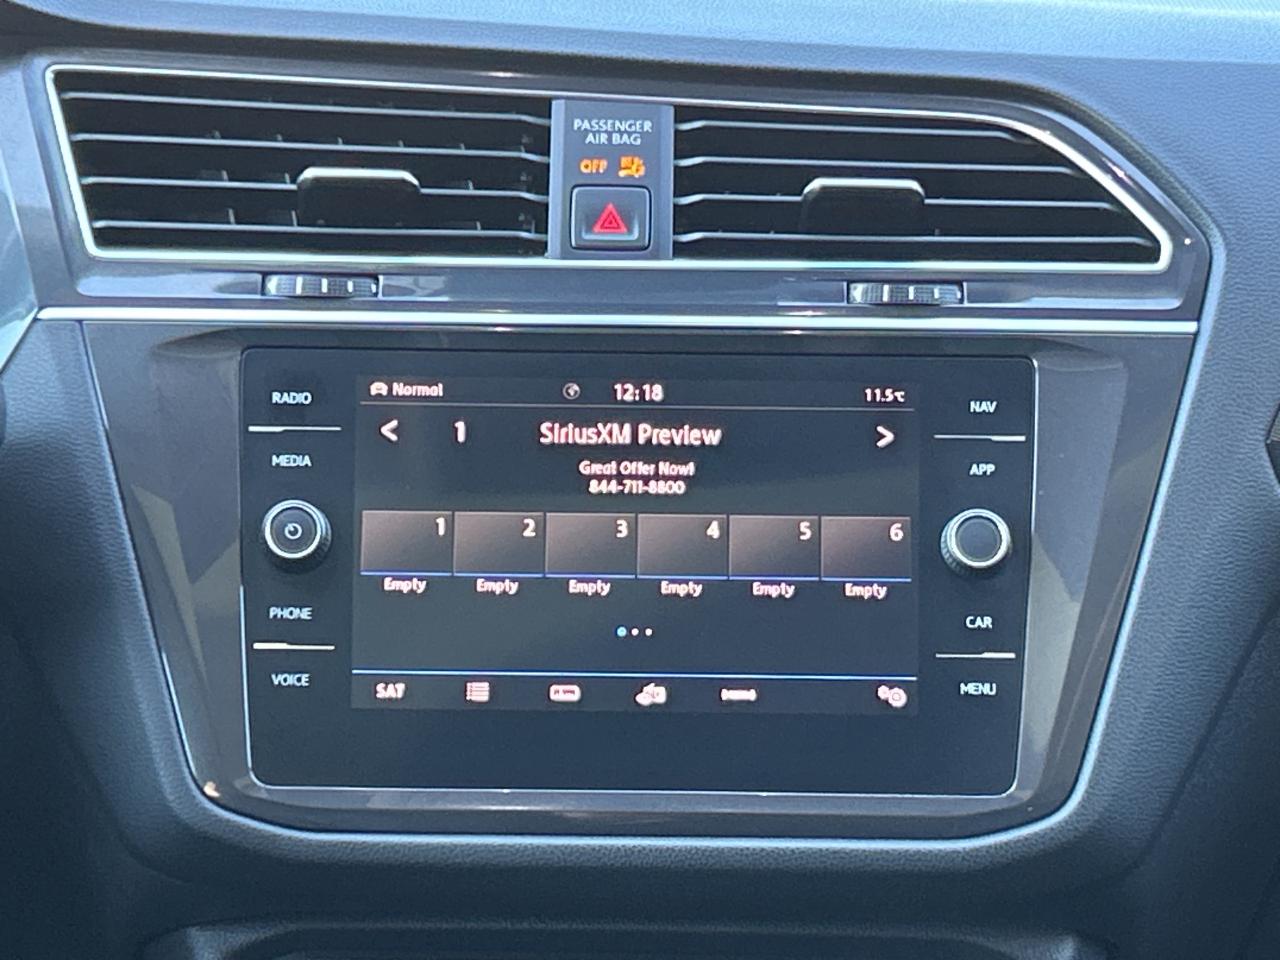 PASSENGER
AIR BAG
OFF
RADIO
MEDIA
PHONE
VOICE
Normal
12:18
11.5°C
< 1 SiriusXM Preview >
Great Offer Now!
844-711-8800
1 2 3 4 5 6
Empty Empty Empty Empty Empty Empty
SAT
NAV
APP
CAR
MENU